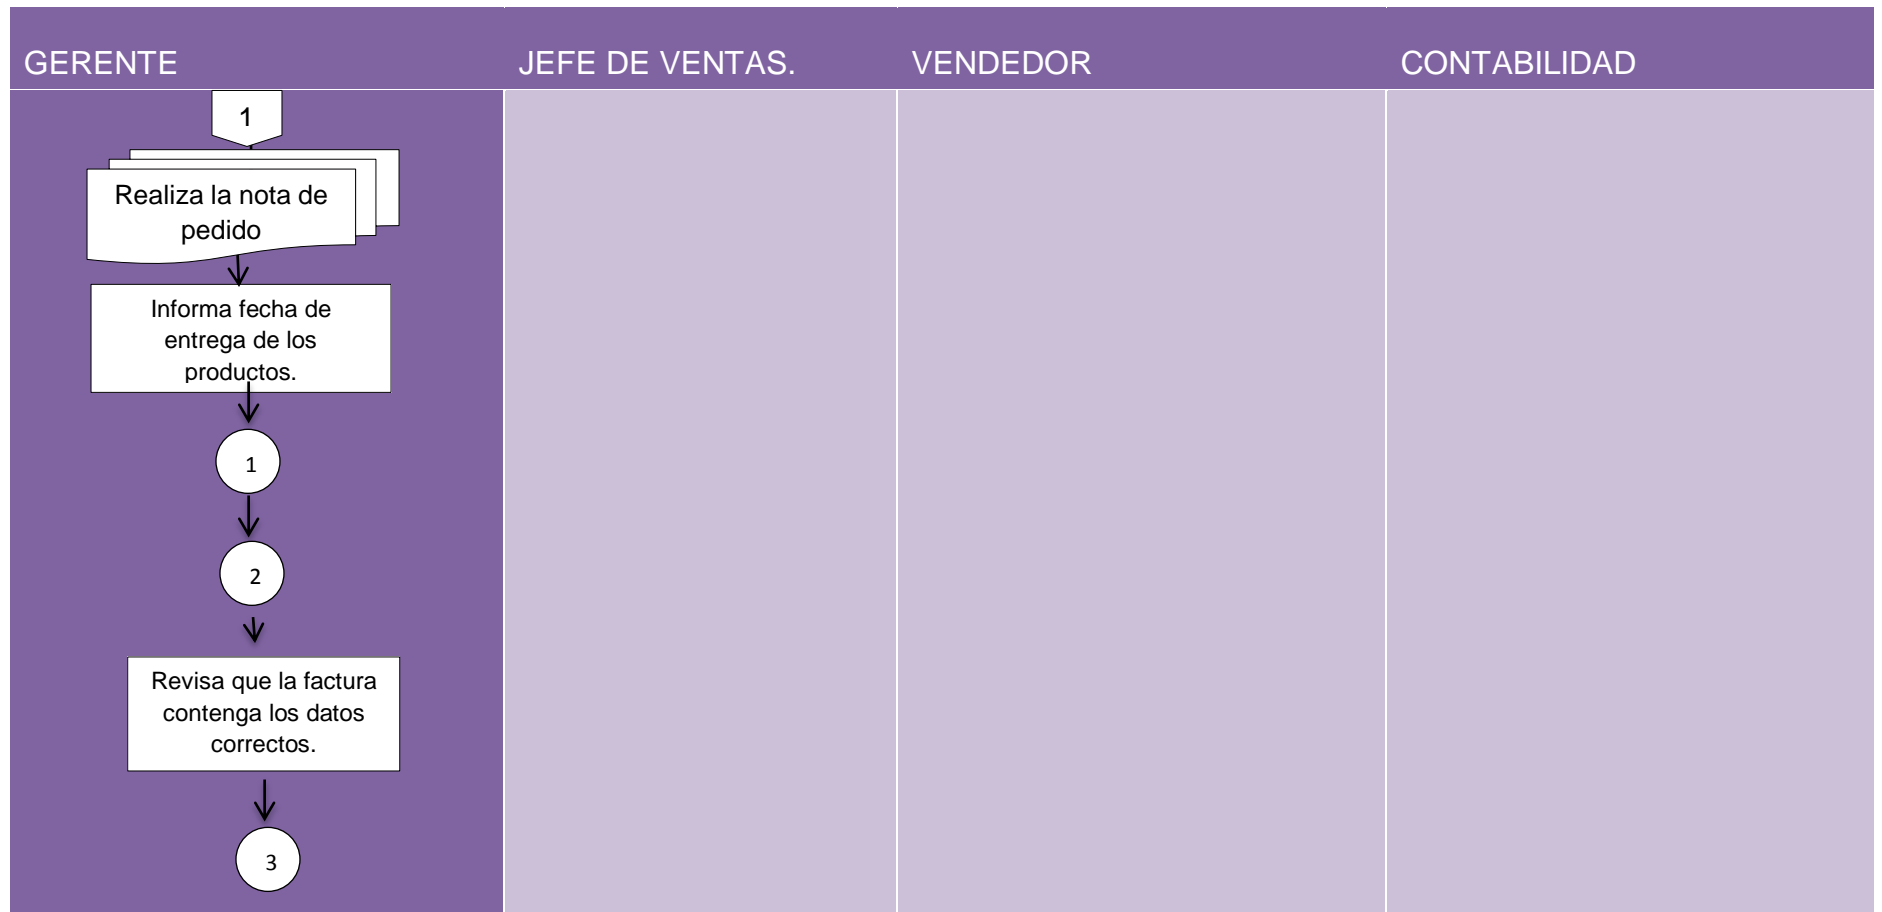 GERENTE
JEFE DE VENTAS.
VENDEDOR
CONTABILIDAD
1
Realiza la nota de
pedido
Informa fecha de
entrega de los
productos.
1
2
Revisa que la factura
contenga los datos
correctos.
3